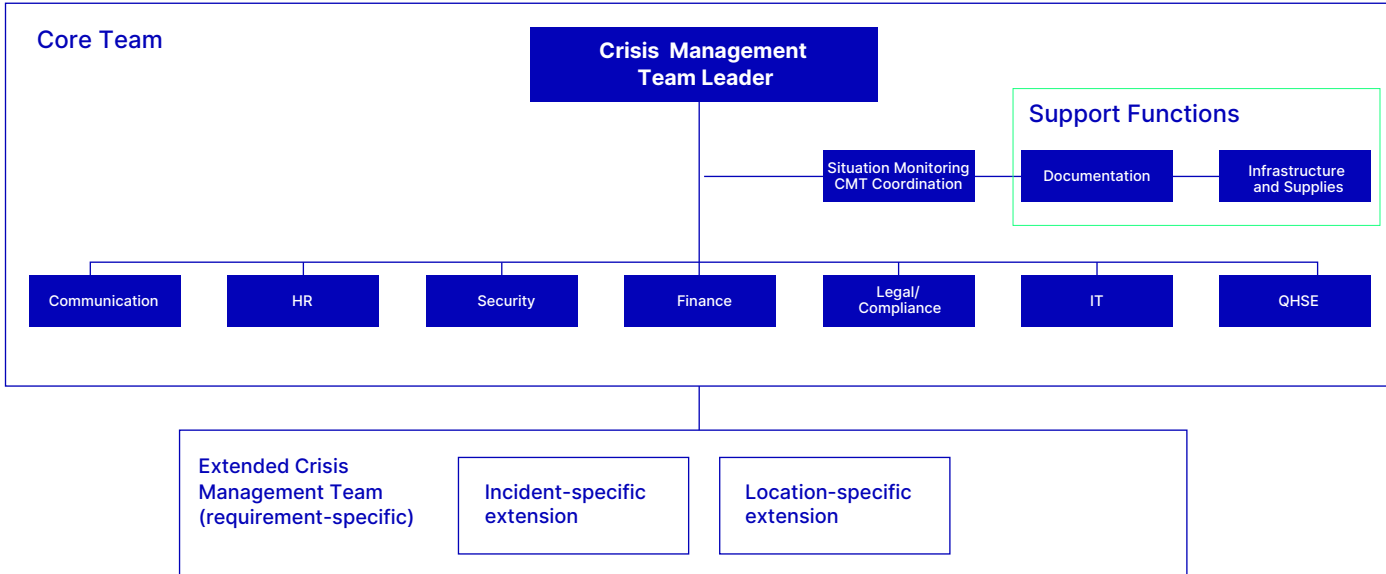 Core Team
Crisis Management
Team Leader
Support Functions
Situation Monitoring
CMT Coordination
Documentation
Infrastructure
and Supplies
Communication
HR
Security
Finance
Legal/
Compliance
IT
QHSE
Extended Crisis
Management Team
(requirement-specific)
Incident-specific
extension
Location-specific
extension